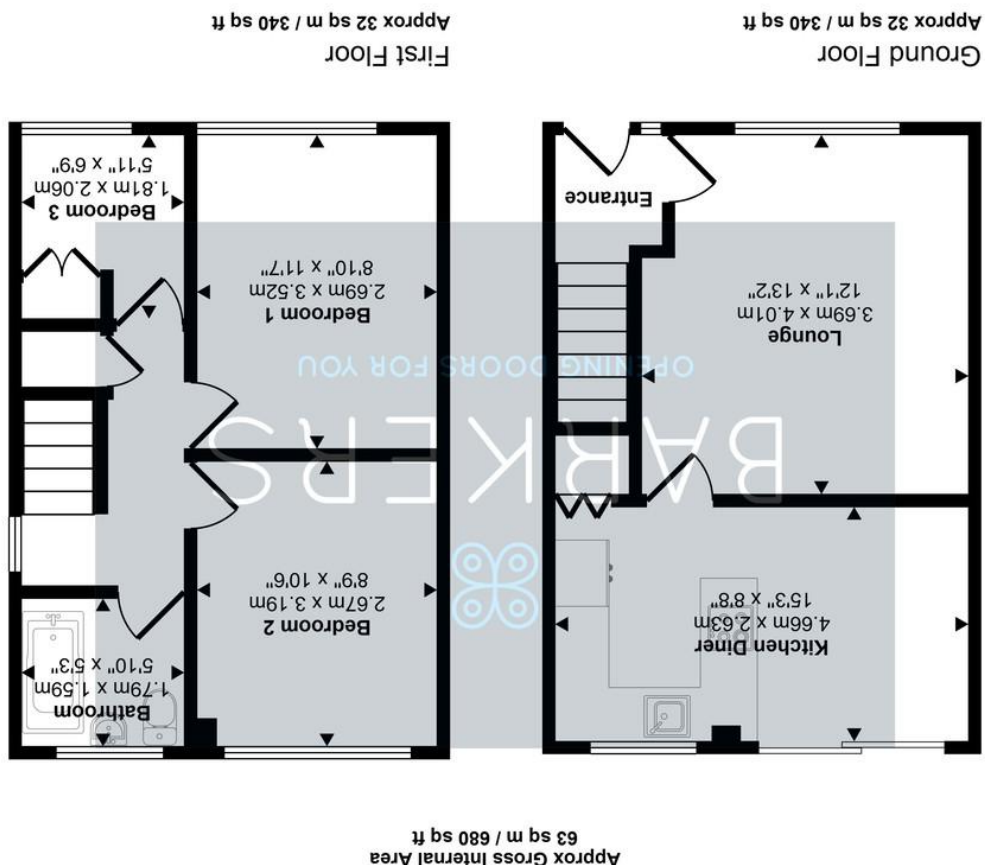 Approx Gross Internal Area
63 sq m / 680 sq ft
Kitchen Diner
4.66m x 2.63m
15'3" x 8'8"
Lounge
3.69m x 4.01m
12'1" x 13'2"
Entrance
Ground Floor
Approx 32 sq m / 340 sq ft
Bathroom
1.79m x 1.59m
5'10" x 5'3"
Bedroom 2
2.67m x 3.19m
8'9" x 10'6"
Bedroom 1
2.69m x 3.52m
8'10" x 11'7"
Bedroom 3
1.81m x 2.06m
5'11" x 6'9"
First Floor
Approx 32 sq m / 340 sq ft
BARKERS
OPENING DOORS FOR YOU